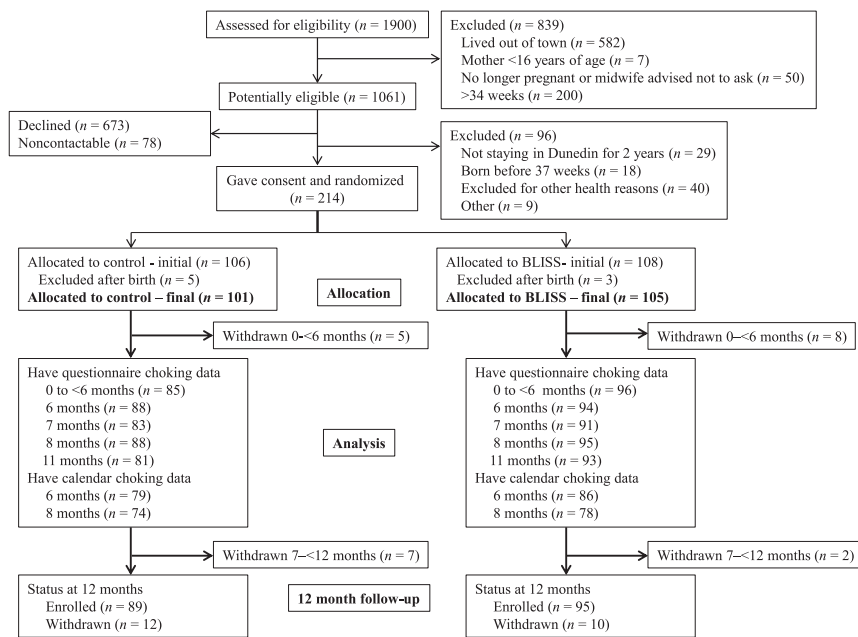 Assessed for eligibility (n = 1900)
Excluded (n = 839)
Lived out of town (n = 582)
Mother <16 years of age (n = 7)
No longer pregnant or midwife advised not to ask (n = 50)
>34 weeks (n = 200)
Potentially eligible (n = 1061)
Declined (n = 673)
Noncontactable (n = 78)
Excluded (n = 96)
Not staying in Dunedin for 2 years (n = 29)
Born before 37 weeks (n = 18)
Excluded for other health reasons (n = 40)
Other (n = 9)
Gave consent and randomized
(n = 214)
Allocated to control - initial (n = 106)
Excluded after birth (n = 5)
Allocated to control – final (n = 101)
Allocation
Allocated to BLISS- initial (n = 108)
Excluded after birth (n = 3)
Allocated to BLISS – final (n = 105)
Withdrawn 0-<6 months (n = 5)
Withdrawn 0–<6 months (n = 8)
Have questionnaire choking data
0 to <6 months (n = 85)
6 months (n = 88)
7 months (n = 83)
8 months (n = 88)
11 months (n = 81)
Have calendar choking data
6 months (n = 79)
8 months (n = 74)
Analysis
Have questionnaire choking data
0 to <6 months (n = 96)
6 months (n = 94)
7 months (n = 91)
8 months (n = 95)
11 months (n = 93)
Have calendar choking data
6 months (n = 86)
8 months (n = 78)
Withdrawn 7–<12 months (n = 7)
Withdrawn 7–<12 months (n = 2)
Status at 12 months
Enrolled (n = 89)
Withdrawn (n = 12)
12 month follow-up
Status at 12 months
Enrolled (n = 95)
Withdrawn (n = 10)